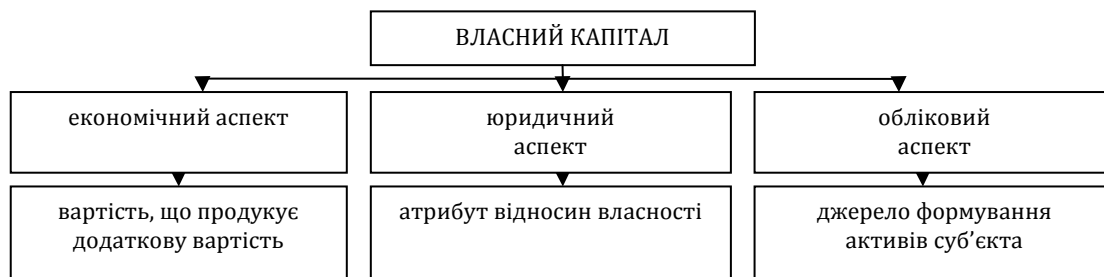 ВЛАСНИЙ КАПІТАЛ
економічний аспект
юридичний
аспект
обліковий
аспект
вартість, що продукує
додаткову вартість
атрибут відносин власності
джерело формування
активів суб’єкта